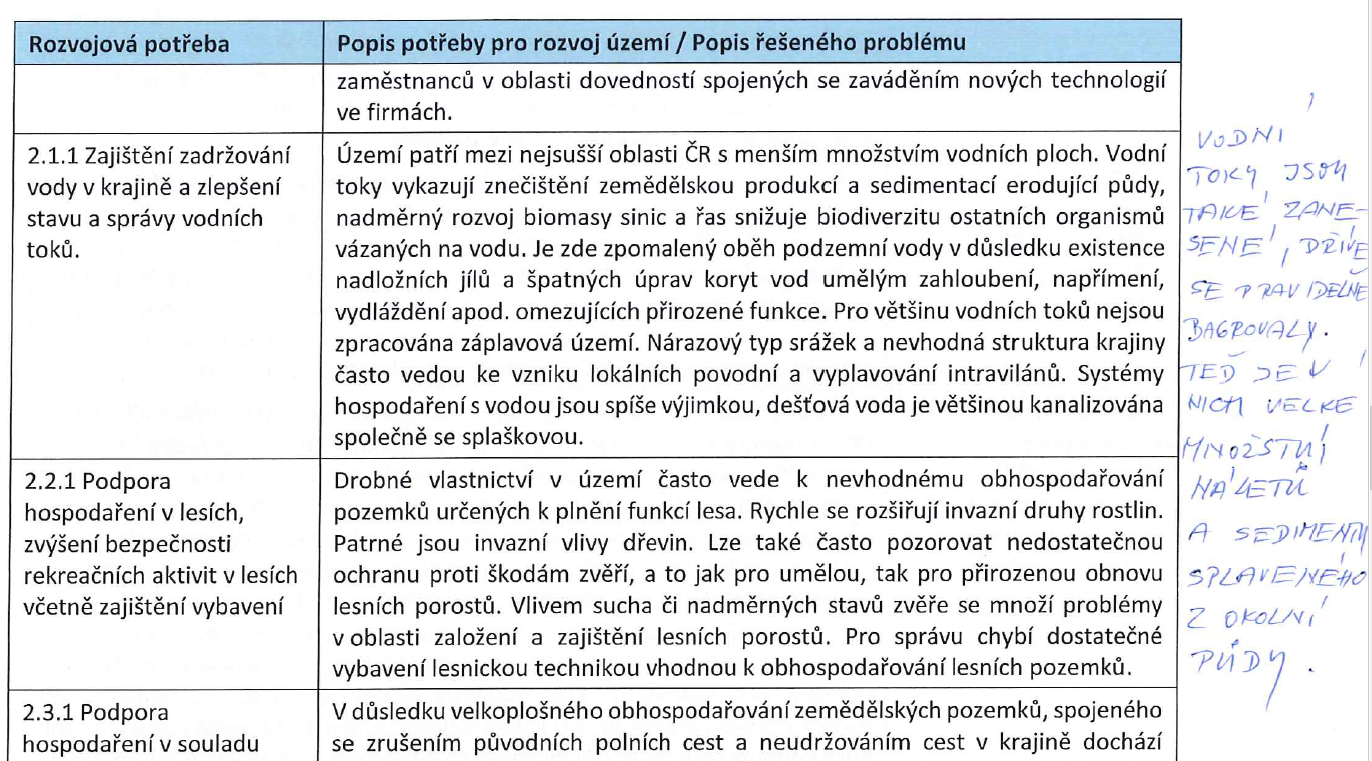 Rozvojová potřeba
Popis potřeby pro rozvoj území / Popis řešeného problému
zaměstnanců v oblasti dovedností spojených se zaváděním nových technologií
ve firmách.
2.1.1 Zajištění zadržování
vody v krajině a zlepšení
stavu a správy vodních
toků.
Území patří mezi nejsušší oblasti ČR s menším množstvím vodních ploch. Vodní
toky vykazují znečištění zemědělskou produkcí a sedimentací erodující půdy,
nadměrný rozvoj biomasy sinic a řas snižuje biodiverzitu ostatních organismů
vázaných na vodu. Je zde zpomalený oběh podzemní vody v důsledku existence
nadložních jílů a špatných úprav koryt vod umělým zahloubení, napřímení,
vydláždění apod. omezujících přirozené funkce. Pro většinu vodních toků nejsou
zpracována záplavová území. Nárazový typ srážek a nevhodná struktura krajiny
často vedou ke vzniku lokálních povodní a vyplavování intravilánů. Systémy
hospodaření s vodou jsou spíše výjimkou, dešťová voda je většinou kanalizována
společně se splaškovou.
2.2.1 Podpora
hospodaření v lesích,
zvýšení bezpečnosti
rekreačních aktivit v lesích
včetně zajištění vybavení
Drobné vlastnictví v území často vede k nevhodnému obhospodařování
pozemků určených k plnění funkcí lesa. Rychle se rozšiřují invazní druhy rostlin.
Patrné jsou invazní vlivy dřevin. Lze také často pozorovat nedostatečnou
ochranu proti škodám zvěří, a to jak pro umělou, tak pro přirozenou obnovu
lesních porostů. Vlivem sucha či nadměrných stavů zvěře se množí problémy
v oblasti založení a zajištění lesních porostů. Pro správu chybí dostatečné
vybavení lesnickou technikou vhodnou k obhospodařování lesních pozemků.
2.3.1 Podpora
hospodaření v souladu
V důsledku velkoplošného obhospodařování zemědělských pozemků, spojeného
se zrušením původních polních cest a neudržováním cest v krajině dochází
VODNÍ
TOKY JSOU
TAKÉ ZANE-
SENÉ, DŘÍVE
SE PRAVIDELNĚ
BAGROVALY.
TEĎ JE V
NICH VELKÉ
MNOŽSTVÍ
NÁLETŮ
A SEDIMENTU
SPLAVENÉHO
Z OKOLNÍ
PŮDY.